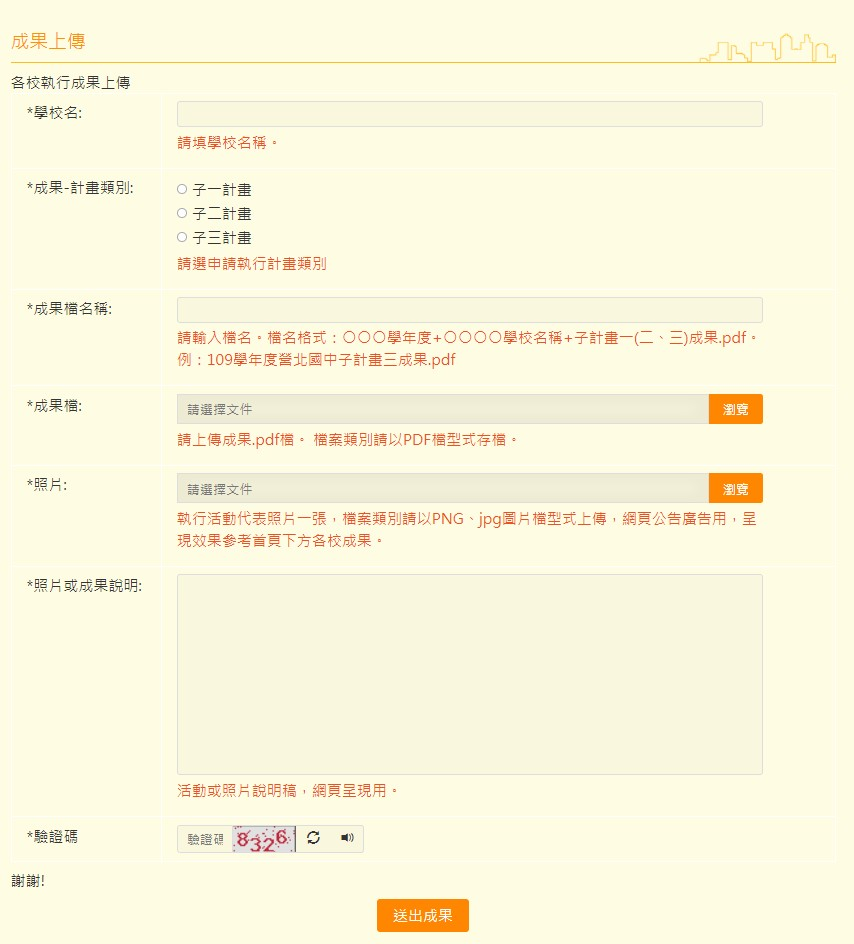 成果上傳
各校執行成果上傳
*學校名:
請填學校名稱。
*成果-計畫類別:
子一計畫
子二計畫
子三計畫
請選申請執行計畫類別
*成果檔名稱:
請輸入檔名。檔名格式：〇〇〇學年度+〇〇〇〇學校名稱+子計畫一(二、三)成果.pdf。
例：109學年度營北國中子計畫三成果.pdf
*成果檔:
請選擇文件 瀏覽
請上傳成果.pdf檔。 檔案類別請以PDF檔型式存檔。
*照片:
請選擇文件 瀏覽
執行活動代表照片一張，檔案類別請以PNG、jpg圖片檔型式上傳，網頁公告廣告用，呈
現效果參考首頁下方各校成果。
*照片或成果說明:
活動或照片說明稿，網頁呈現用。
*驗證碼
驗證碼 8326
謝謝!
送出成果